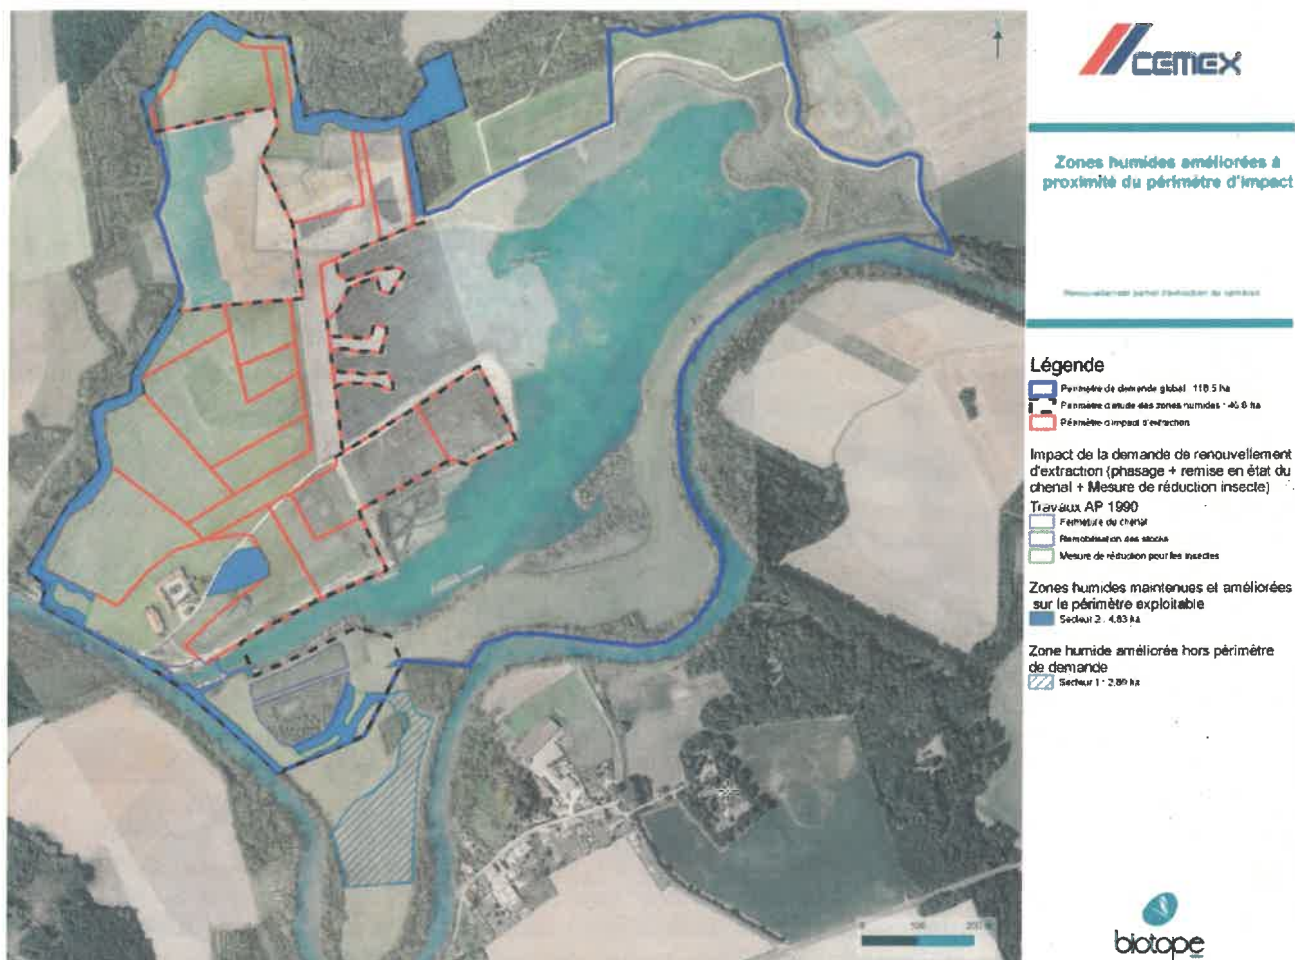 CEMEX
Zones humides améliorées à
proximité du périmètre d'impact
Légende
Périmètre de demande global : 118.5 ha
Périmètre d'étude des zones humides :
Périmètre d'impact d'extraction
Impact de la demande de renouvellement
d'extraction (phasage + remise en état du
chenal + Mesure de réduction insecte)
Travaux AP 1990
Fermeture du chenal
Remobilisation des stocks
Mesure de réduction pour les insectes
Zones humides maintenues et améliorées
sur le périmètre exploitable
Secteur 2 : 4.83 ha
Zone humide améliorée hors périmètre
de demande
Secteur 1 : 2.89 ha
0
biotope